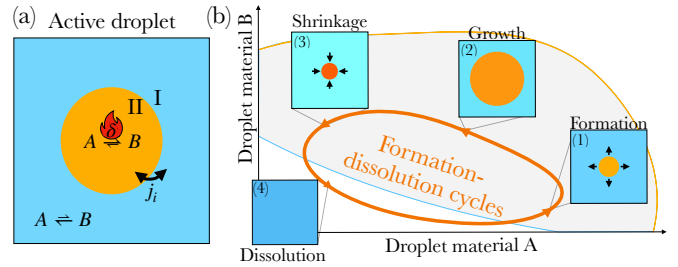 (a)
Active droplet
II
I
δ
A ⇌ B
j_i
A ⇌ B
(b)
Droplet material B
Shrinkage
(3)
Growth
(2)
Formation
(1)
Formation-
dissolution cycles
(4)
Dissolution
Droplet material A